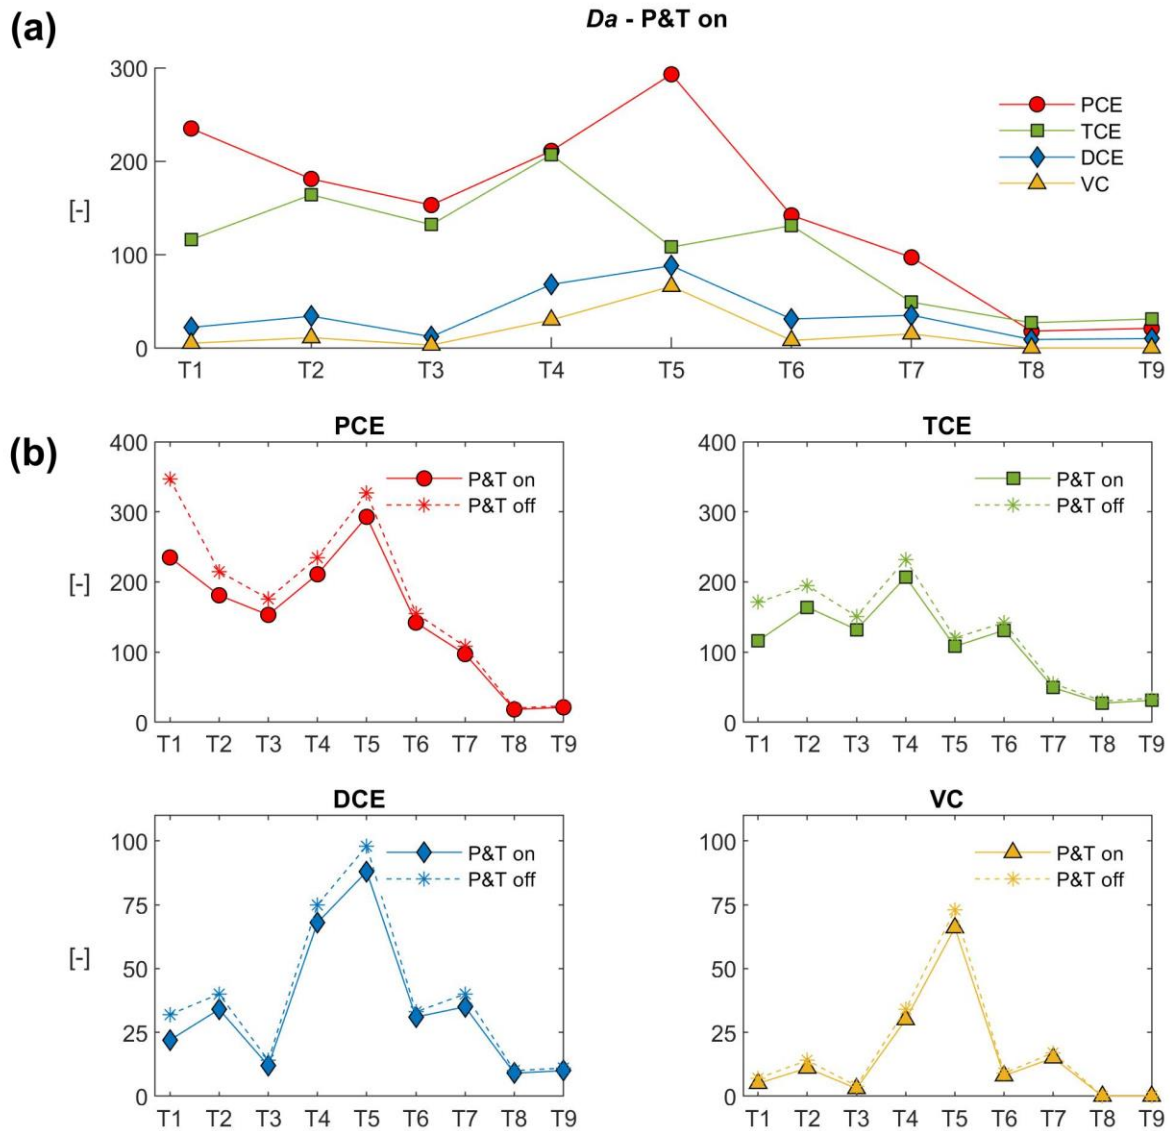 (a)
Da - P&T on
300
200
100
0
[-]
PCE
TCE
DCE
VC
T1 T2 T3 T4 T5 T6 T7 T8 T9
(b)
PCE
400
300
200
100
0
[-]
P&T on
P&T off
T1 T2 T3 T4 T5 T6 T7 T8 T9
TCE
400
300
200
100
0
P&T on
P&T off
T1 T2 T3 T4 T5 T6 T7 T8 T9
DCE
100
75
50
25
0
[-]
P&T on
P&T off
T1 T2 T3 T4 T5 T6 T7 T8 T9
VC
100
75
50
25
0
P&T on
P&T off
T1 T2 T3 T4 T5 T6 T7 T8 T9